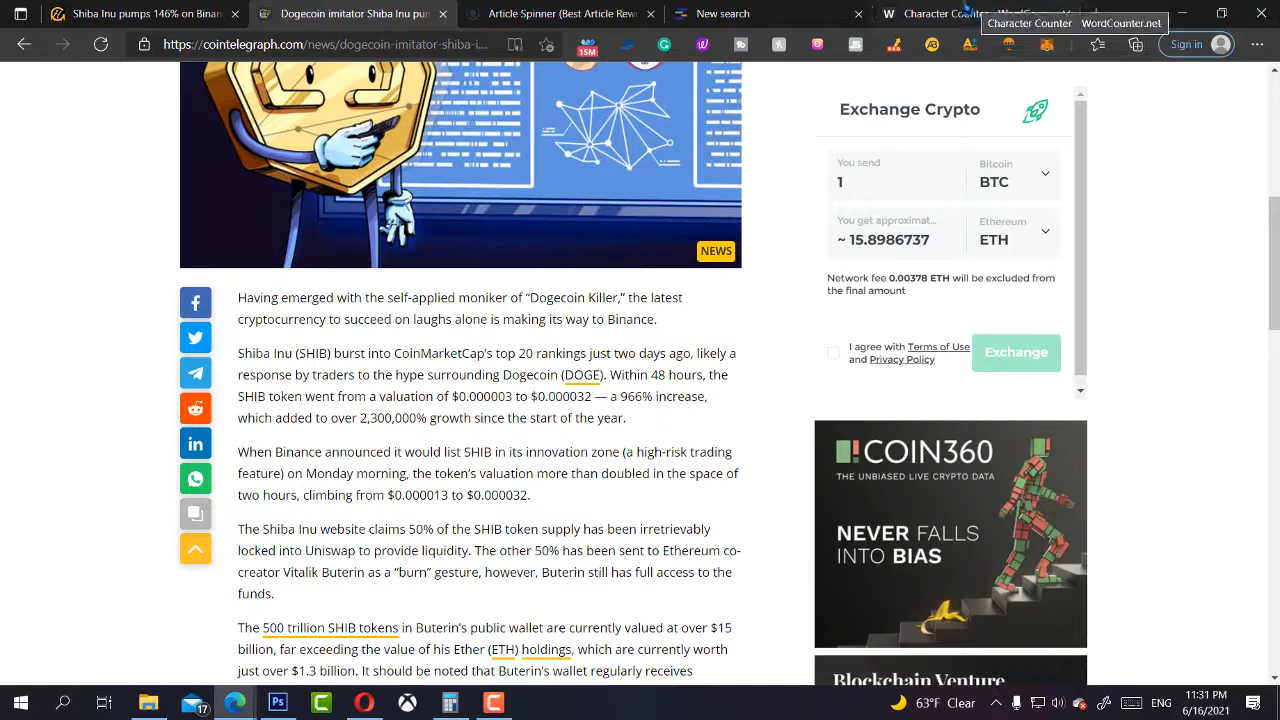 Shiba Inu pumps 146% on Binanc
Dogecoin imitator Shiba Inu pump
Article Spinner (Best Article Rewrit
New search
Character Cou
Character Counter — WordCounter.net
https://cointelegraph.com/news/dogecoin-imitator-shiba-i...
15M
Sign in
NEWS
Having emerged with the self-applied moniker of “Dogecoin Killer,” the latest
cryptocurrency to succeed on laughs alone is making its way to Binance.
Shiba Inu (SHIB) burst into CoinMarketCap’s top 20 rankings just two days ago, likely a
response by traders to the hype surrounding Dogecoin (DOGE). Within 48 hours, the
SHIB token went from a valuation of $0.000003 to $0.000032 — a 966% increase,
which added to over 2,300,000% growth since the start of the year.
When Binance announced it would list SHIB in its innovation zone (a high-risk trading
feature) on Monday morning, the token’s valuation more than doubled in the space of
two hours, climbing from $0.000013 to $0.000032.
The Shiba Inu website claims 50% of the SHIB token supply has been irretrievably
locked into Uniswap to provide liquidity. The other 50% has been sent to Ethereum co-
creator Vitalik Buterin as a “burn” gesture, however, Buterin still has full access to the
funds.
The 500 trillion SHIB tokens in Buterin’s public wallet are currently valued at over $15
billion, far exceeding the value of his Ether (ETH) holdings, which are currently worth
just over $1.3 billion. It should be noted that Buterin’s wallet regularly receives
Exchange Crypto
You send
1
Bitcoin
BTC
You get approximat...
~ 15.8986737
Ethereum
ETH
Network fee 0.00378 ETH will be excluded from
the final amount
I agree with Terms of Use
and Privacy Policy
Exchange
COIN360
THE UNBIASED LIVE CRYPTO DATA
NEVER FALLS
INTO BIAS
Blockchain Venture
17
63°F Clear
ENG
11:31 PM
6/16/2021